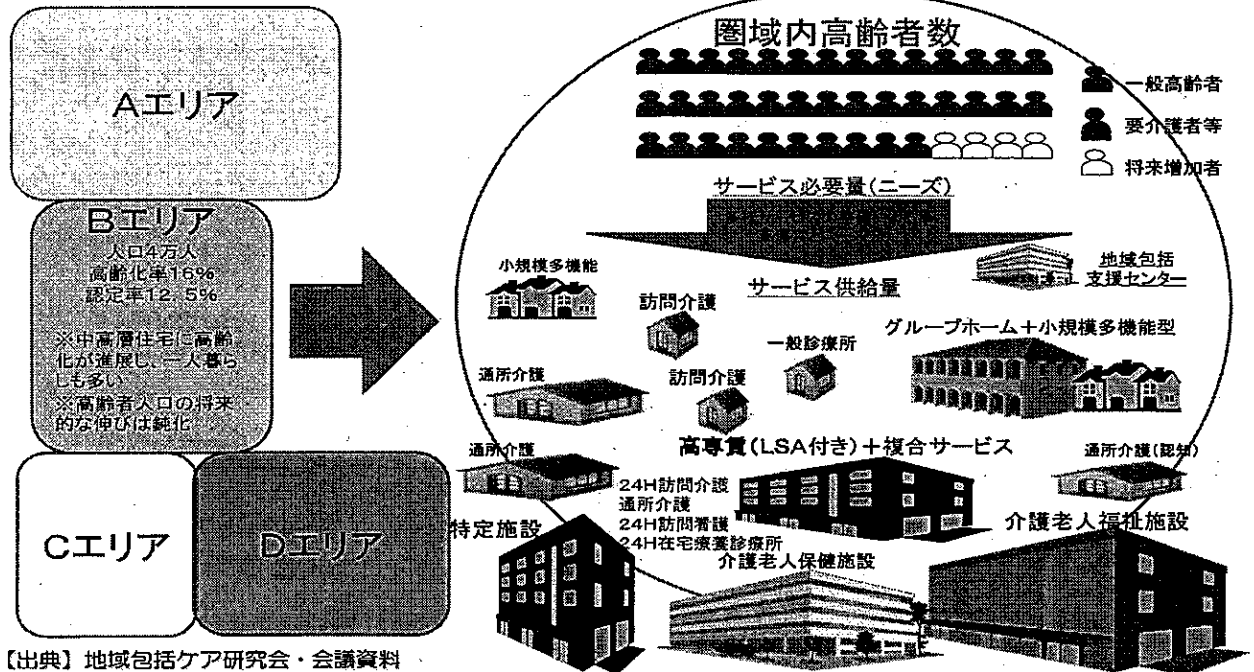 Aエリア
Bエリア
人口4万人
高齢化率16%
認定率12.5%
※中高層住宅に高齢
化が進展し、一人暮ら
しも多い
※高齢者人口の将来
的な伸びは鈍化
Cエリア
Dエリア
圏域内高齢者数
一般高齢者
要介護者等
将来増加者
サービス必要量(ニーズ)
サービス供給量
地域包括
支援センター
小規模多機能
訪問介護
一般診療所
グループホーム+小規模多機能型
通所介護
訪問介護
高専賃(LSA付き)+複合サービス
通所介護
24H訪問介護
通所介護
24H訪問看護
24H在宅療養診療所
通所介護(認知)
特定施設
介護老人保健施設
介護老人福祉施設
【出典】地域包括ケア研究会・会議資料